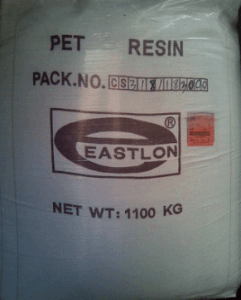 PET RESIN
PACK.NO.
®
EASTLON
NET WT: 1100 KG